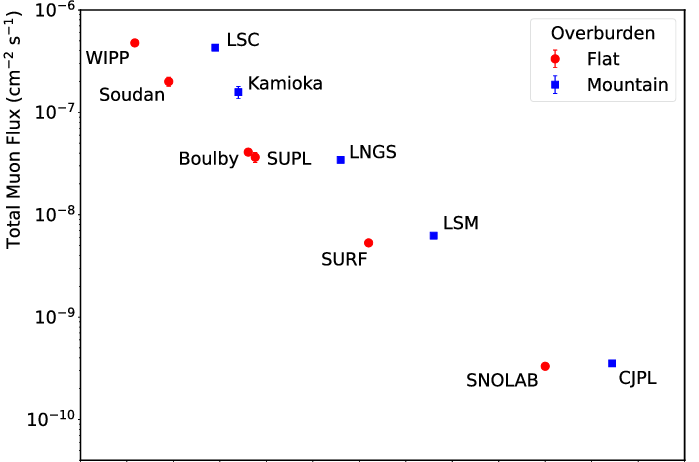 10⁻⁶
10⁻⁷
10⁻⁸
10⁻⁹
10⁻¹⁰
Total Muon Flux (cm⁻² s⁻¹)
Overburden
Flat
Mountain
WIPP
LSC
Soudan
Kamioka
Boulby
SUPL
LNGS
LSM
SURF
SNOLAB
CJPL